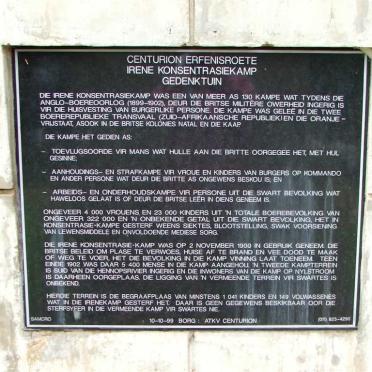 CENTURION ERFENISROETE
IRENE KONSENTRASIEKAMP
GEDENKTUIN
DIE IRENE KONSENTRASIEKAMP WAS EEN VAN MEER AS 130 KAMPE WAT TYDENS DIE
ANGLO-BOEREOORLOG (1899-1902), DEUR DIE BRITSE MILITÊRE OWERHEID INGERIG IS
VIR DIE HUISVESTING VAN BURGERLIKE PERSONE. DIE KAMPE WAS GELEË IN DIE TWEE
BOEREREPUBLIEKE TRANSVAAL (ZUID-AFRIKAANSCHE REPUBLIEK) EN DIE ORANJE-
VRIJSTAAT, ASOOK IN DIE BRITSE KOLONIES NATAL EN DIE KAAP.
DIE KAMPE HET GEDIEN AS:
- TOEVLUGSOORDE VIR MANS WAT HULLE AAN DIE BRITTE OORGEGEE HET, MET HUL
GESINNE;
- AANHOUDINGS- EN STRAFKAMPE VIR VROUE EN KINDERS VAN BURGERS OP KOMMANDO
EN ANDER PERSONE WAT DEUR DIE BRITTE AS ONGEWENS BESKOU IS; EN
- ARBEIDS- EN ONDERHOUDSKAMPE VIR PERSONE UIT DIE SWART BEVOLKING WAT
HAWELOOS GELAAT IS OF DEUR DIE BRITSE LEËR IN DIENS GENEEM IS.
ONGEVEER 4 000 VROUENS, EN 23 000 KINDERS UIT 'N TOTALE BOEREBEVOLKING VAN
ONGEVEER 322 000 EN 'N ONBEKENDE GETAL UIT DIE SWART BEVOLKING, HET IN
KONSENTRASIE-KAMPE GESTERF WEENS SIEKTES, BLOOTSTELLING, SWAK VOORSIENING
VAN LEWENSMIDDELE EN ONVOLDOENDE MEDIESE SORG.
DIE IRENE KONSENTRASIE-KAMP WAS OP 2 NOVEMBER 1900 IN GEBRUIK GENEEM. DIE
BRITSE BELEID OM PLASE TE VERWOES, HUISE AF TE BRAND EN VEE DOOD TE MAAK
OF WEG TE VOER, HET DIE BEVOLKING IN DIE KAMP VINNIG LAAT TOENEEM. TEEN
EINDE 1902 WAS DAAR 5 400 MENSE IN DIE KAMP AANGEHOU. 'N TWEEDE KAMPTERREIN
IS SUID VAN DIE HENNOPSRIVIER INGERIG EN DIE INWONERS VAN DIE KAMP OP NYLSTROOM
IS DAARHEEN OORGEPLAAS. DIE LIGGING VAN 'N VERMEENDE TERREIN VIR SWARTES IS
ONBEKEND.
HIERDIE TERREIN IS DIE BEGRAAFPLAAS VAN MINSTENS 1 041 KINDERS EN 149 VOLWASSENES
WAT IN DIE IRENEKAMP GESTERF HET. DAAR IS GEEN GEGEWENS BESKIKBAAR OOR DIE
STERFSYFER IN DIE VERMEENDE KAMP VIR SWARTES NIE.
SAMCRO 10-10-99 BORG : ATKV CENTURION (011) 825-4250